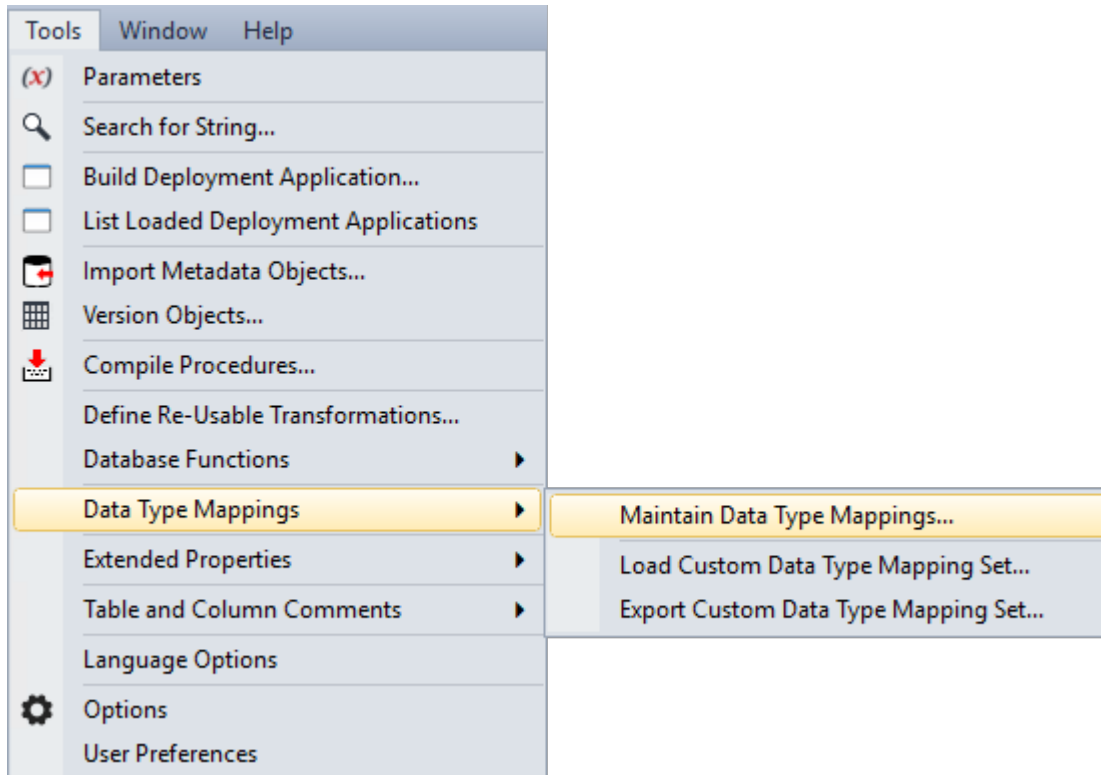 Tools Window Help
(x) Parameters
Search for String...
Build Deployment Application...
List Loaded Deployment Applications
Import Metadata Objects...
Version Objects...
Compile Procedures...
Define Re-Usable Transformations...
Database Functions
Data Type Mappings
Maintain Data Type Mappings...
Extended Properties
Load Custom Data Type Mapping Set...
Table and Column Comments
Export Custom Data Type Mapping Set...
Language Options
Options
User Preferences